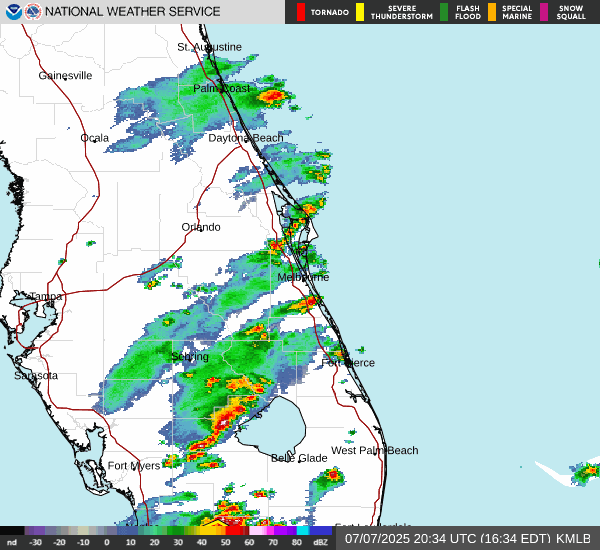 NATIONAL WEATHER SERVICE
TORNADO
SEVERE THUNDERSTORM
FLASH FLOOD
SPECIAL MARINE
SNOW SQUALL
St. Augustine
Gainesville
Palm Coast
Ocala
Daytona Beach
Orlando
Melbourne
Tampa
Sebring
Fort Pierce
Sarasota
West Palm Beach
Belle Glade
Fort Myers
nd -30 -20 -10 0 10 20 30 40 50 60 70 80 dBZ
07/07/2025 20:34 UTC (16:34 EDT) KMLB